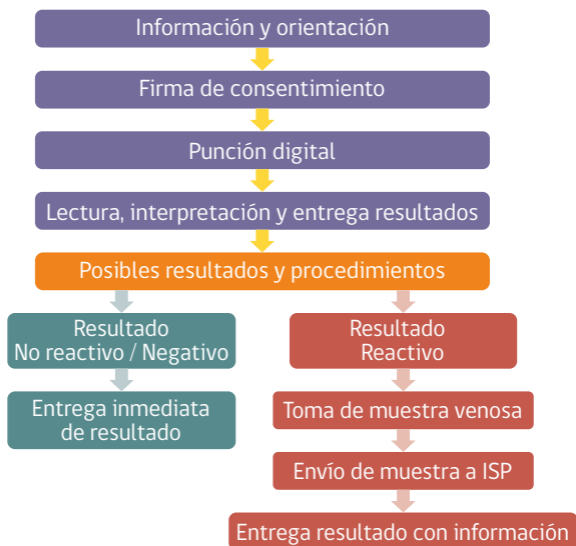 Información y orientación
Firma de consentimiento
Punción digital
Lectura, interpretación y entrega resultados
Posibles resultados y procedimientos
Resultado
No reactivo / Negativo
Entrega inmediata
de resultado
Resultado
Reactivo
Toma de muestra venosa
Envío de muestra a ISP
Entrega resultado con información